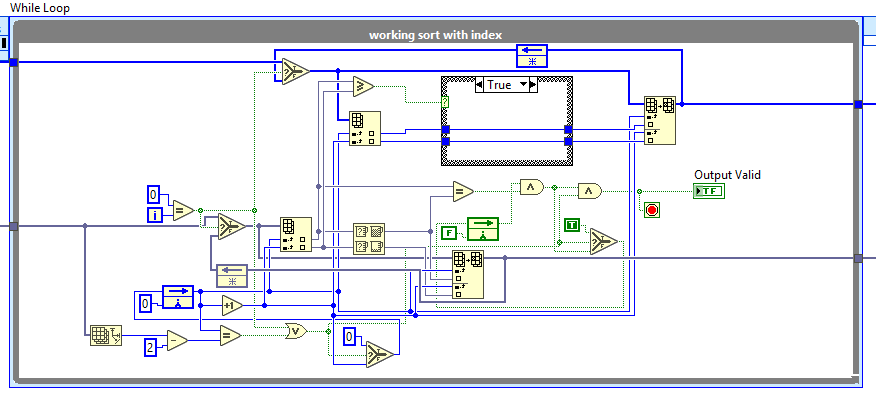 While Loop
working sort with index
True
?
Output Valid
TF
0
i
F
T
0
+1
2
0